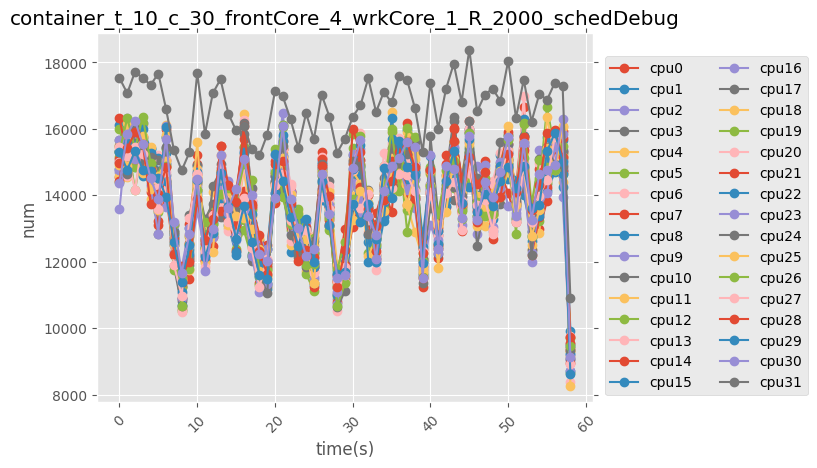 container_t_10_c_30_frontCore_4_wrkCore_1_R_2000_schedDebug
18000
16000
14000
12000
10000
8000
num
0
10
20
30
40
50
60
time(s)
cpu0
cpu1
cpu2
cpu3
cpu4
cpu5
cpu6
cpu7
cpu8
cpu9
cpu10
cpu11
cpu12
cpu13
cpu14
cpu15
cpu16
cpu17
cpu18
cpu19
cpu20
cpu21
cpu22
cpu23
cpu24
cpu25
cpu26
cpu27
cpu28
cpu29
cpu30
cpu31